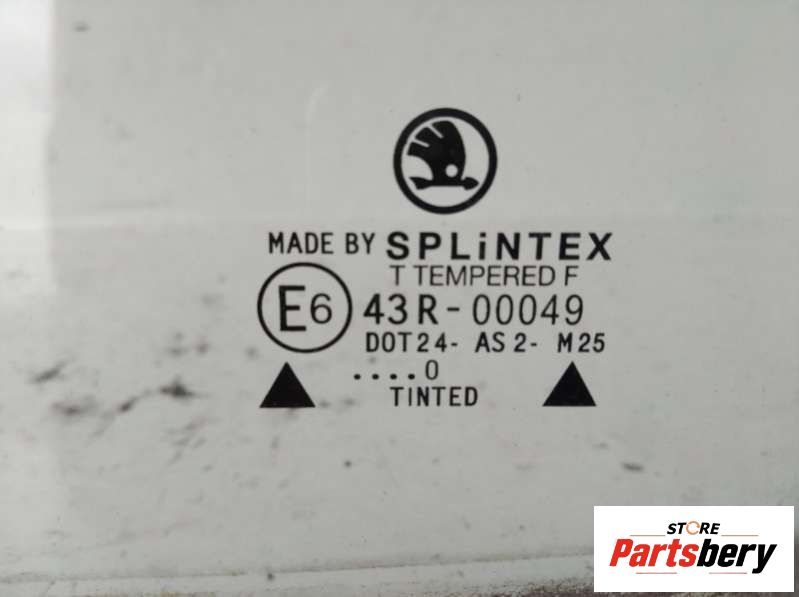 MADE BY SPLiNTEX
T TEMPERED F
E6 43R-00049
DOT24- AS2- M25
....0
TINTED
STORE
Partsbery